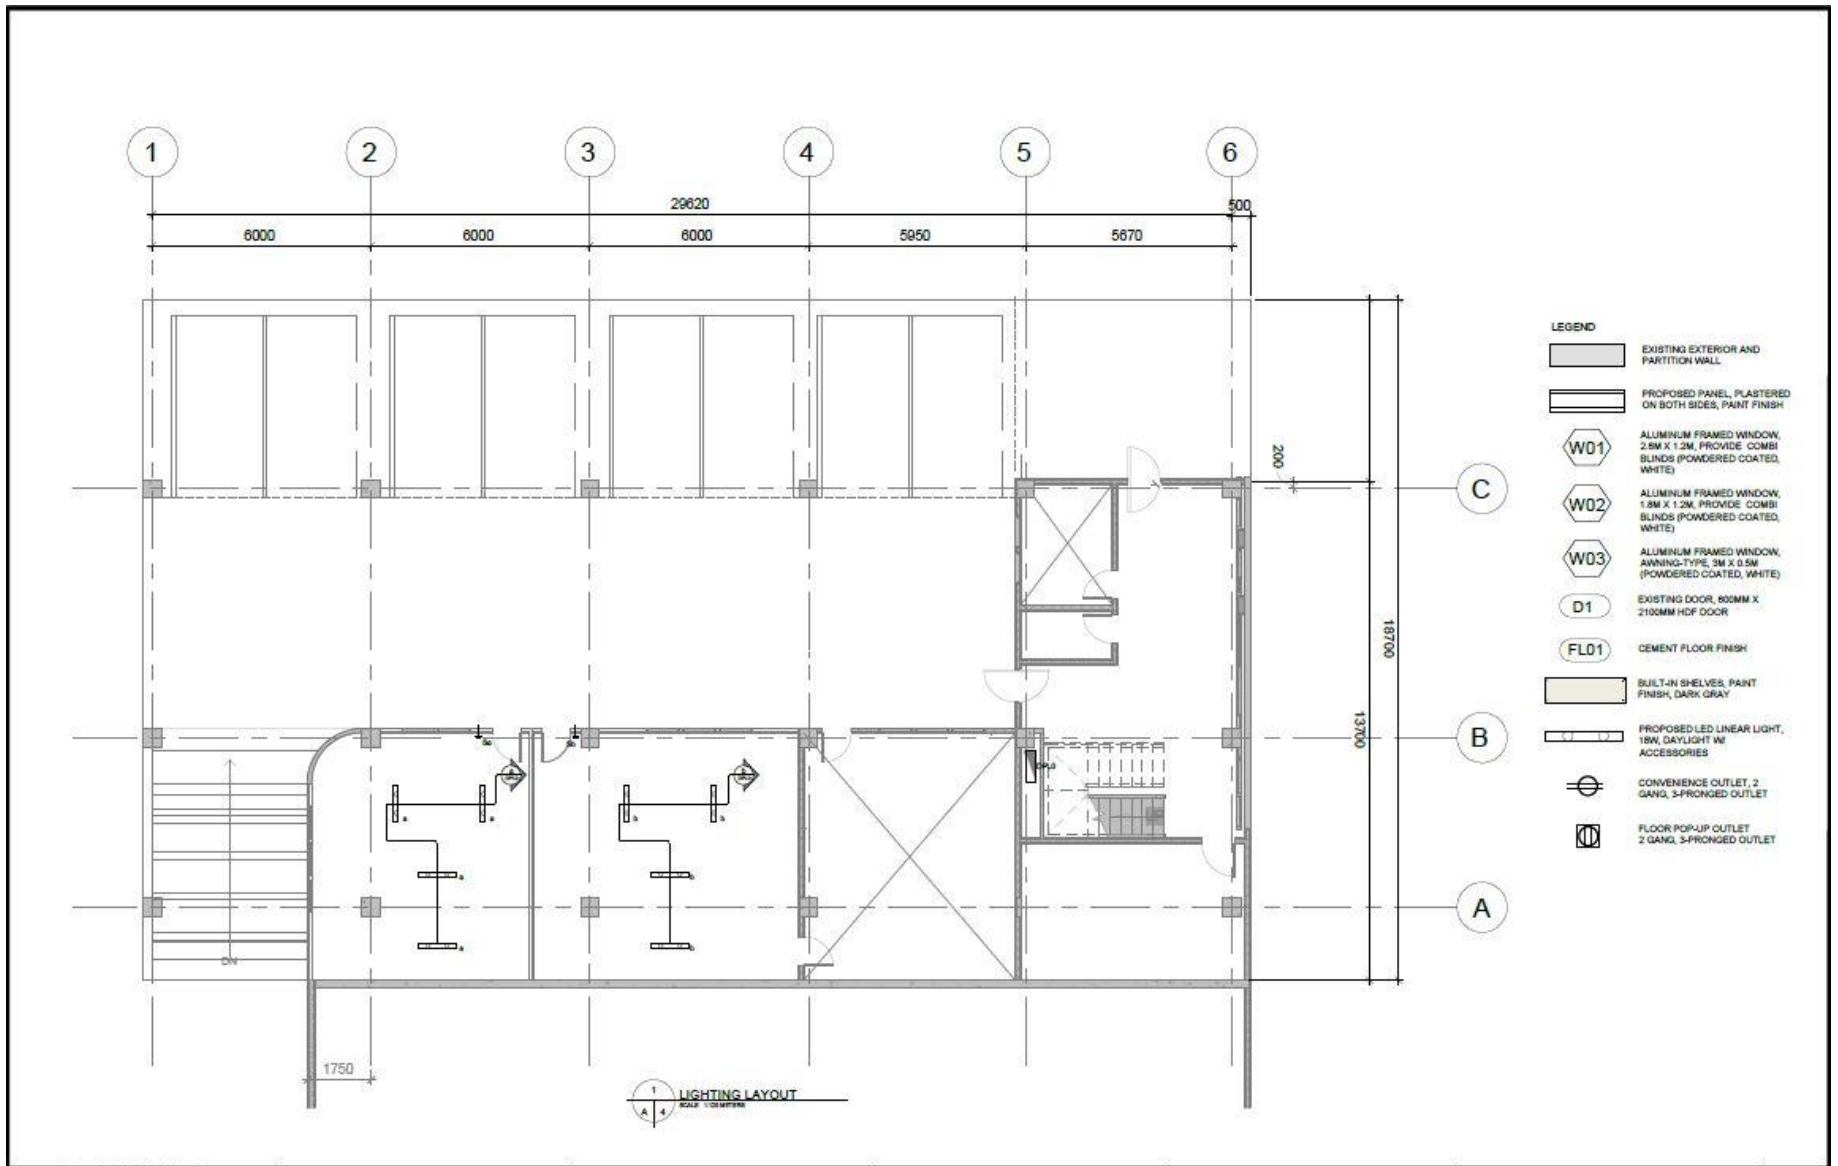 1
2
3
4
5
6
29620
500
6000
6000
6000
5950
5670
200
18700
13700
C
B
A
DN
1750
1
A
4
LIGHTING LAYOUT
LEGEND
EXISTING EXTERIOR AND
PARTITION WALL
PROPOSED PANEL, PLASTERED
ON BOTH SIDES, PAINT FINISH
W01
ALUMINUM FRAMED WINDOW,
2.6M X 1.2M, PROVIDE COMBI
BLINDS (POWDERED COATED,
WHITE)
W02
ALUMINUM FRAMED WINDOW,
1.8M X 1.2M, PROVIDE COMBI
BLINDS (POWDERED COATED,
WHITE)
W03
ALUMINUM FRAMED WINDOW,
AWNING-TYPE, 3M X 0.5M
(POWDERED COATED, WHITE)
D1
EXISTING DOOR, 800MM X
2100MM HDF DOOR
FL01
CEMENT FLOOR FINISH
BUILT-IN SHELVES, PAINT
FINISH, DARK GRAY
PROPOSED LED LINEAR LIGHT,
18W, DAYLIGHT W/
ACCESSORIES
CONVENIENCE OUTLET, 2
GANG, 3-PRONGED OUTLET
FLOOR POP-UP OUTLET
2 GANG, 3-PRONGED OUTLET